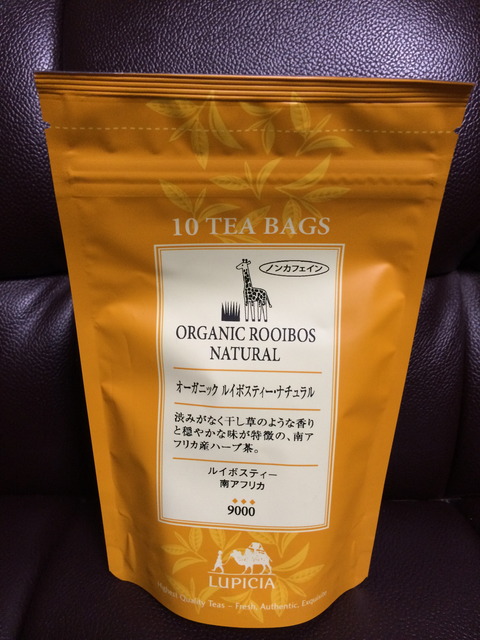 10 TEA BAGS
ノンカフェイン
ORGANIC ROOIBOS
NATURAL
オーガニック ルイボスティー・ナチュラル
渋みがなく干し草のような香り
と穏やかな味が特徴の、南ア
フリカ産ハーブ茶。
ルイボスティー
南アフリカ
9000
LUPICIA
Highest Quality Teas – Fresh, Authentic, Exquisite